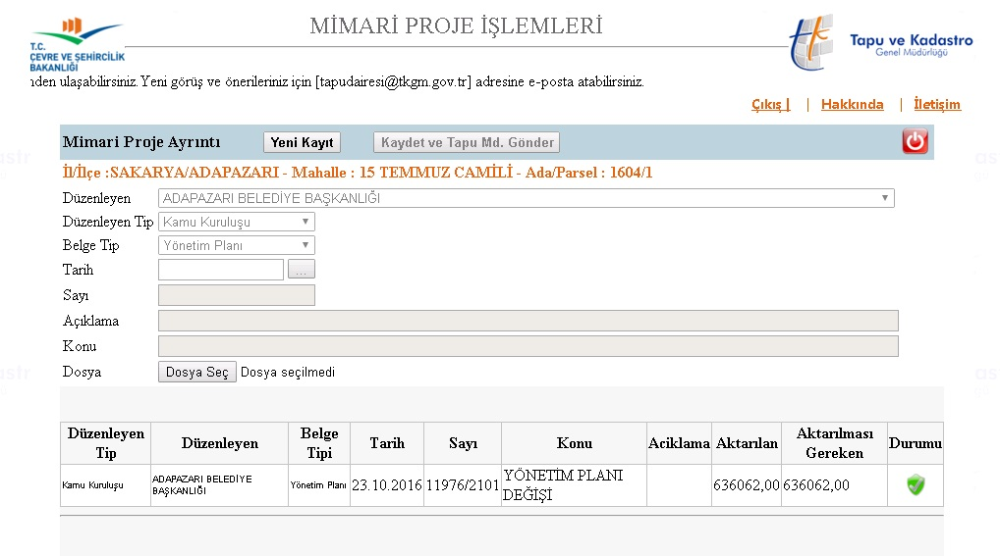 MİMARİ PROJE İŞLEMLERİ
T.C.
ÇEVRE VE ŞEHİRCİLİK
BAKANLIĞI
Tapu ve Kadastro
Genel Müdürlüğü
nden ulaşabilirsiniz.Yeni görüş ve önerileriniz için [tapudairesi@tkgm.gov.tr] adresine e-posta atabilirsiniz.
Çıkış | | Hakkında | İletişim
Mimari Proje Ayrıntı Yeni Kayıt Kaydet ve Tapu Md. Gönder
İl/İlçe :SAKARYA/ADAPAZARI - Mahalle : 15 TEMMUZ CAMİLİ - Ada/Parsel : 1604/1
Düzenleyen ADAPAZARI BELEDİYE BAŞKANLIĞI
Düzenleyen Tip Kamu Kuruluşu
Belge Tip Yönetim Planı
Tarih ...
Sayı
Açıklama
Konu
Dosya Dosya Seç Dosya seçilmedi
Düzenleyen Tip Düzenleyen Belge Tipi Tarih Sayı Konu Aciklama Aktarılan Aktarılması Gereken Durumu
Kamu Kuruluşu ADAPAZARI BELEDİYE BAŞKANLIĞI Yönetim Planı 23.10.2016 11976/2101 YÖNETİM PLANI DEĞİŞİ 636062,00 636062,00